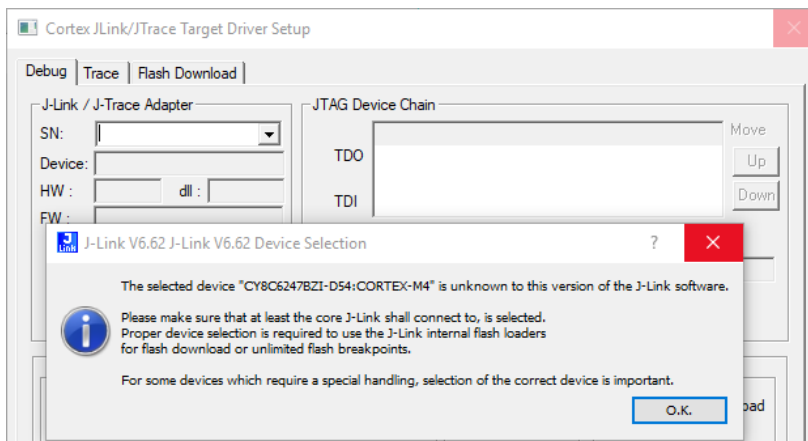 Cortex JLink/JTrace Target Driver Setup
Debug Trace Flash Download
J-Link / J-Trace Adapter
JTAG Device Chain
SN:
Move
Device:
TDO
Up
HW : dll :
TDI
Down
FW :
J-Link J-Link V6.62 J-Link V6.62 Device Selection
The selected device "CY8C6247BZI-D54:CORTEX-M4" is unknown to this version of the J-Link software.
Please make sure that at least the core J-Link shall connect to, is selected.
Proper device selection is required to use the J-Link internal flash loaders
for flash download or unlimited flash breakpoints.
For some devices which require a special handling, selection of the correct device is important.
O.K.